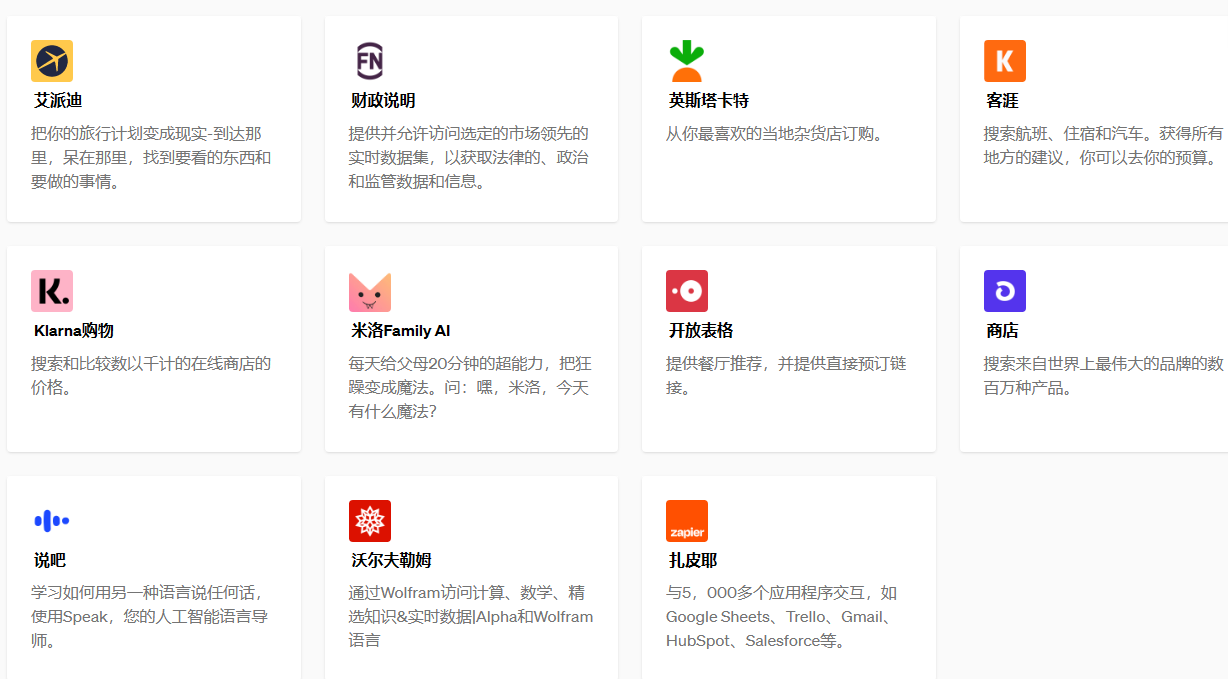 FN
K
艾派迪
财政说明
英斯塔卡特
客涯
把你的旅行计划变成现实-到达那
里，呆在那里，找到要看的东西和
要做的事情。
提供并允许访问选定的市场领先的
实时数据集，以获取法律的、政治
和监管数据和信息。
从你最喜欢的当地杂货店订购。
搜索航班、住宿和汽车。获得所有
地方的建议，你可以去你的预算。
K.
Klarna购物
米洛Family AI
开放表格
商店
搜索和比较数以千计的在线商店的
价格。
每天给父母20分钟的超能力，把狂
躁变成魔法。问：嘿，米洛，今天
有什么魔法？
提供餐厅推荐，并提供直接预订链
接。
搜索来自世界上最伟大的品牌的数
百万种产品。
zapier
说吧
沃尔夫勒姆
扎皮耶
学习如何用另一种语言说任何话，
使用Speak，您的人工智能语言导
师。
通过Wolfram访问计算、数学、精
选知识&实时数据|Alpha和Wolfram
语言
与5，000多个应用程序交互，如
Google Sheets、Trello、Gmail、
HubSpot、Salesforce等。